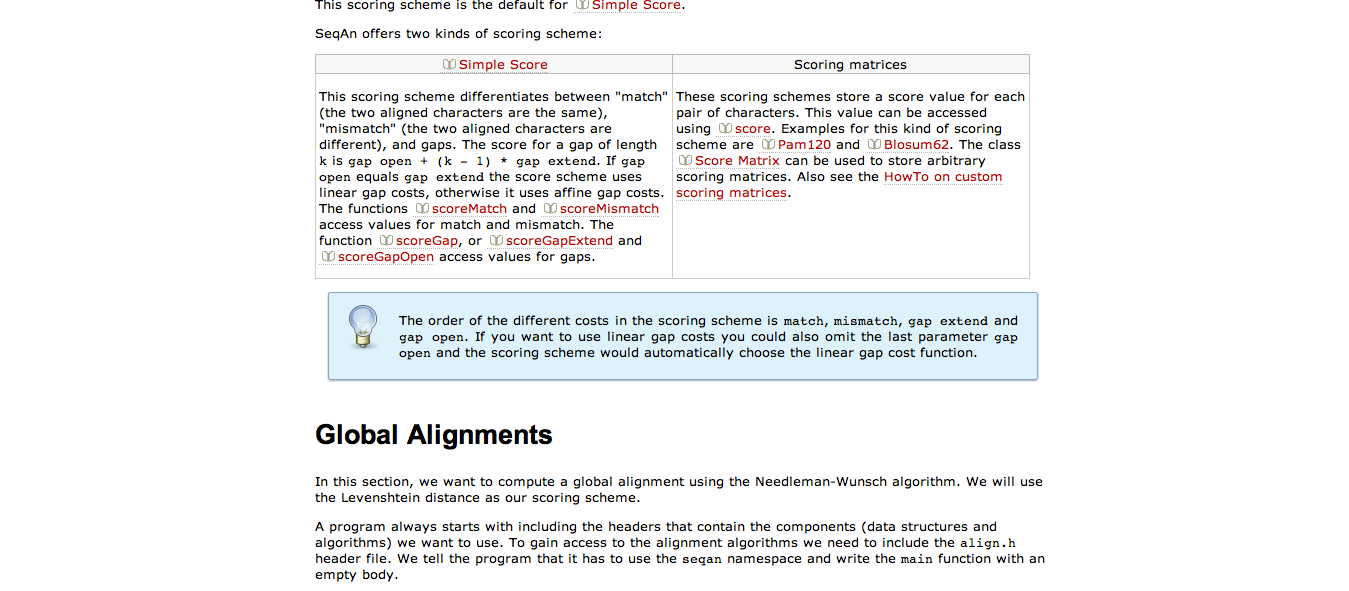 This scoring scheme is the default for Simple Score.
SeqAn offers two kinds of scoring scheme:
Simple Score
This scoring scheme differentiates between "match"
(the two aligned characters are the same),
"mismatch" (the two aligned characters are
different), and gaps. The score for a gap of length
k is gap open + (k - 1) * gap extend. If gap
open equals gap extend the score scheme uses
linear gap costs, otherwise it uses affine gap costs.
The functions scoreMatch and scoreMismatch
access values for match and mismatch. The
function scoreGap, or scoreGapExtend and
scoreGapOpen access values for gaps.
Scoring matrices
These scoring schemes store a score value for each
pair of characters. This value can be accessed
using score. Examples for this kind of scoring
scheme are Pam120 and Blosum62. The class
Score Matrix can be used to store arbitrary
scoring matrices. Also see the HowTo on custom
scoring matrices.
The order of the different costs in the scoring scheme is match, mismatch, gap extend and
gap open. If you want to use linear gap costs you could also omit the last parameter gap
open and the scoring scheme would automatically choose the linear gap cost function.
Global Alignments
In this section, we want to compute a global alignment using the Needleman-Wunsch algorithm. We will use
the Levenshtein distance as our scoring scheme.
A program always starts with including the headers that contain the components (data structures and
algorithms) we want to use. To gain access to the alignment algorithms we need to include the align.h
header file. We tell the program that it has to use the seqan namespace and write the main function with an
empty body.